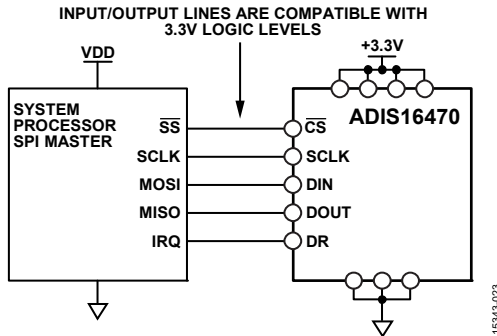 INPUT/OUTPUT LINES ARE COMPATIBLE WITH
3.3V LOGIC LEVELS
VDD
+3.3V
SYSTEM
PROCESSOR
SPI MASTER
ADIS16470
SS
CS
SCLK
SCLK
MOSI
DIN
MISO
DOUT
IRQ
DR
15343-023